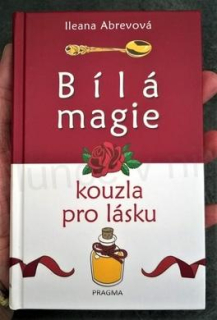 Ileana Abrevová
Bílá
magie
kouzla
pro lásku
PRAGMA